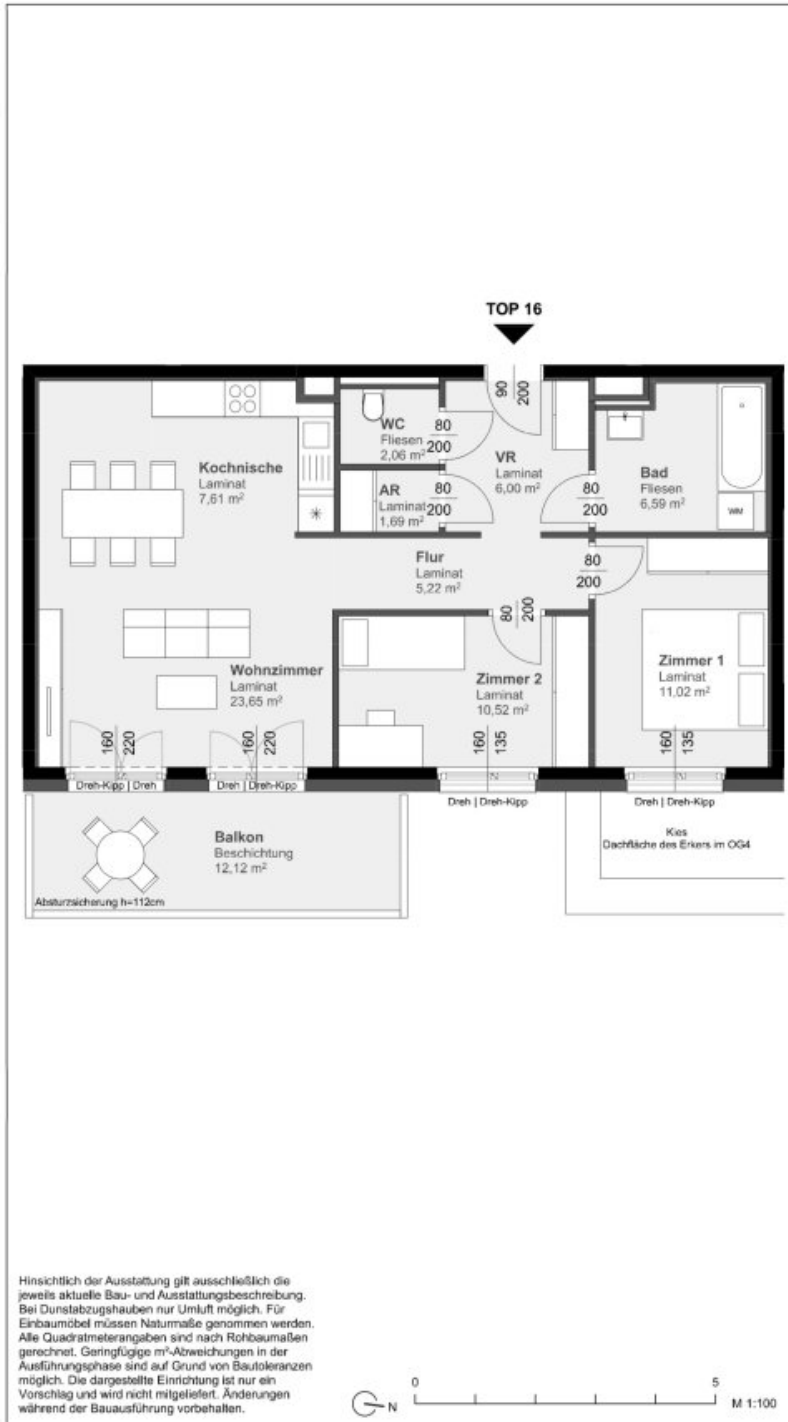 TOP 16
90
200
WC
Fliesen
2,06 m²
80
200
VR
Laminat
6,00 m²
Kochnische
Laminat
7,61 m²
AR
Laminat
1,69 m²
80
200
80
200
Bad
Fliesen
6,59 m²
WM
Flur
Laminat
5,22 m²
80
200
80
200
Wohnzimmer
Laminat
23,65 m²
Zimmer 2
Laminat
10,52 m²
Zimmer 1
Laminat
11,02 m²
160
220
160
220
160
135
160
135
Dreh-Kipp | Dreh
Dreh | Dreh-Kipp
Dreh | Dreh-Kipp
Dreh | Dreh-Kipp
Balkon
Beschichtung
12,12 m²
Kies
Dachfläche des Erkers im OG4
Absturzsicherung h=112cm
Hinsichtlich der Ausstattung gilt ausschließlich die
jeweils aktuelle Bau- und Ausstattungsbeschreibung.
Bei Dunstabzugshauben nur Umluft möglich. Für
Einbaumöbel müssen Naturmaße genommen werden.
Alle Quadratmeterangaben sind nach Rohbaumaßen
gerechnet. Geringfügige m²-Abweichungen in der
Ausführungsphase sind auf Grund von Bautoleranzen
möglich. Die dargestellte Einrichtung ist nur ein
Vorschlag und wird nicht mitgeliefert. Änderungen
während der Bauausführung vorbehalten.
N
0 5
M 1:100